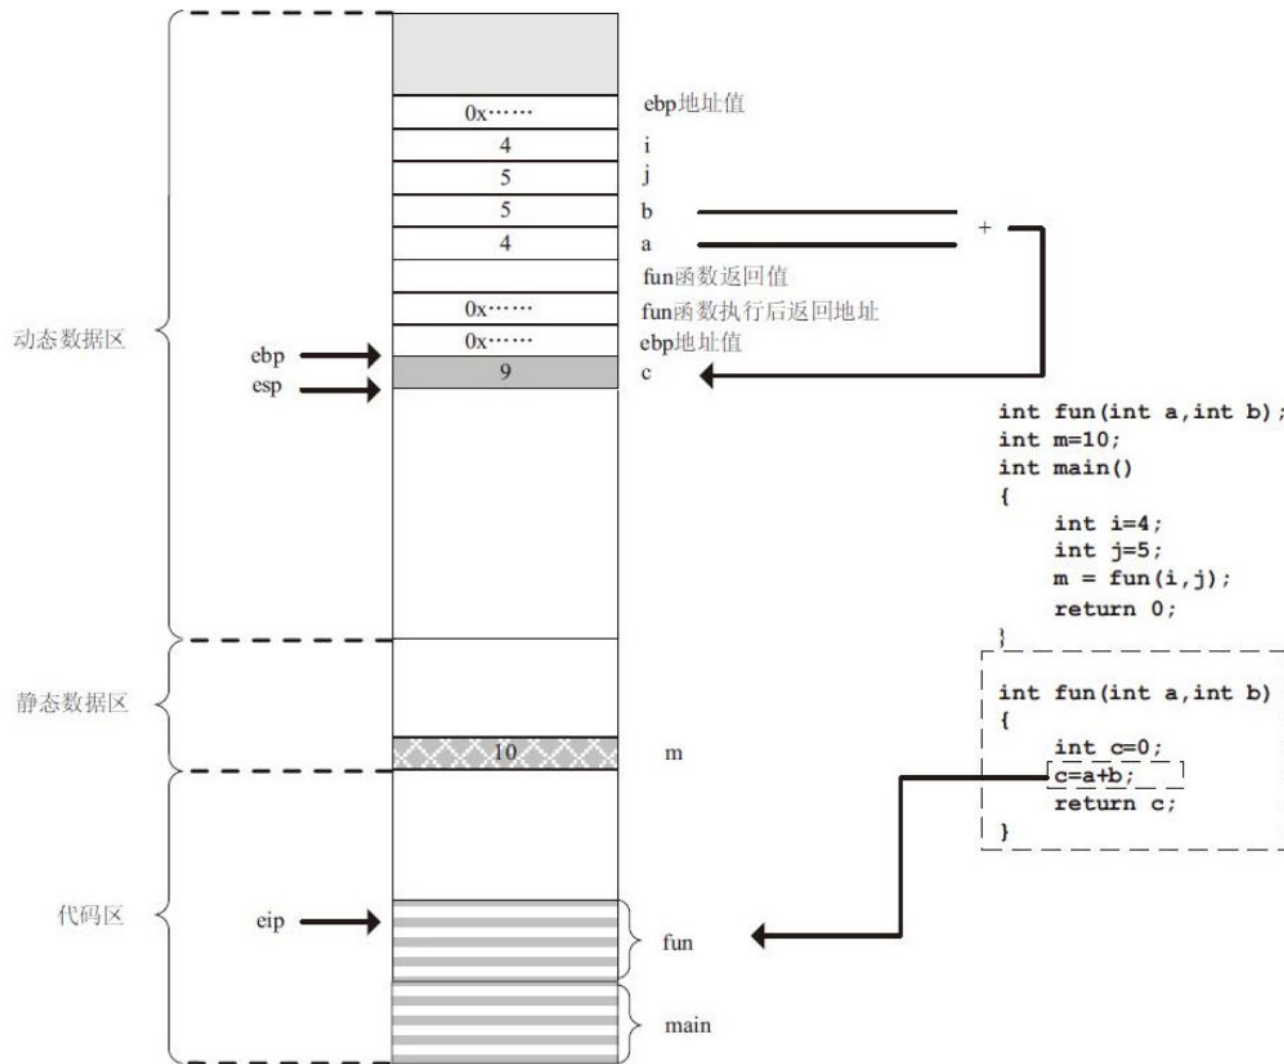 0x…… ebp地址值
4 i
5 j
5 b
4 a
+
fun函数返回值
0x…… fun函数执行后返回地址
0x…… ebp地址值
动态数据区
ebp
esp
9 c
int fun(int a,int b);
int m=10;
int main()
{
int i=4;
int j=5;
m = fun(i,j);
return 0;
}
int fun(int a,int b)
{
int c=0;
c=a+b;
return c;
}
静态数据区
10 m
代码区
eip
fun
main